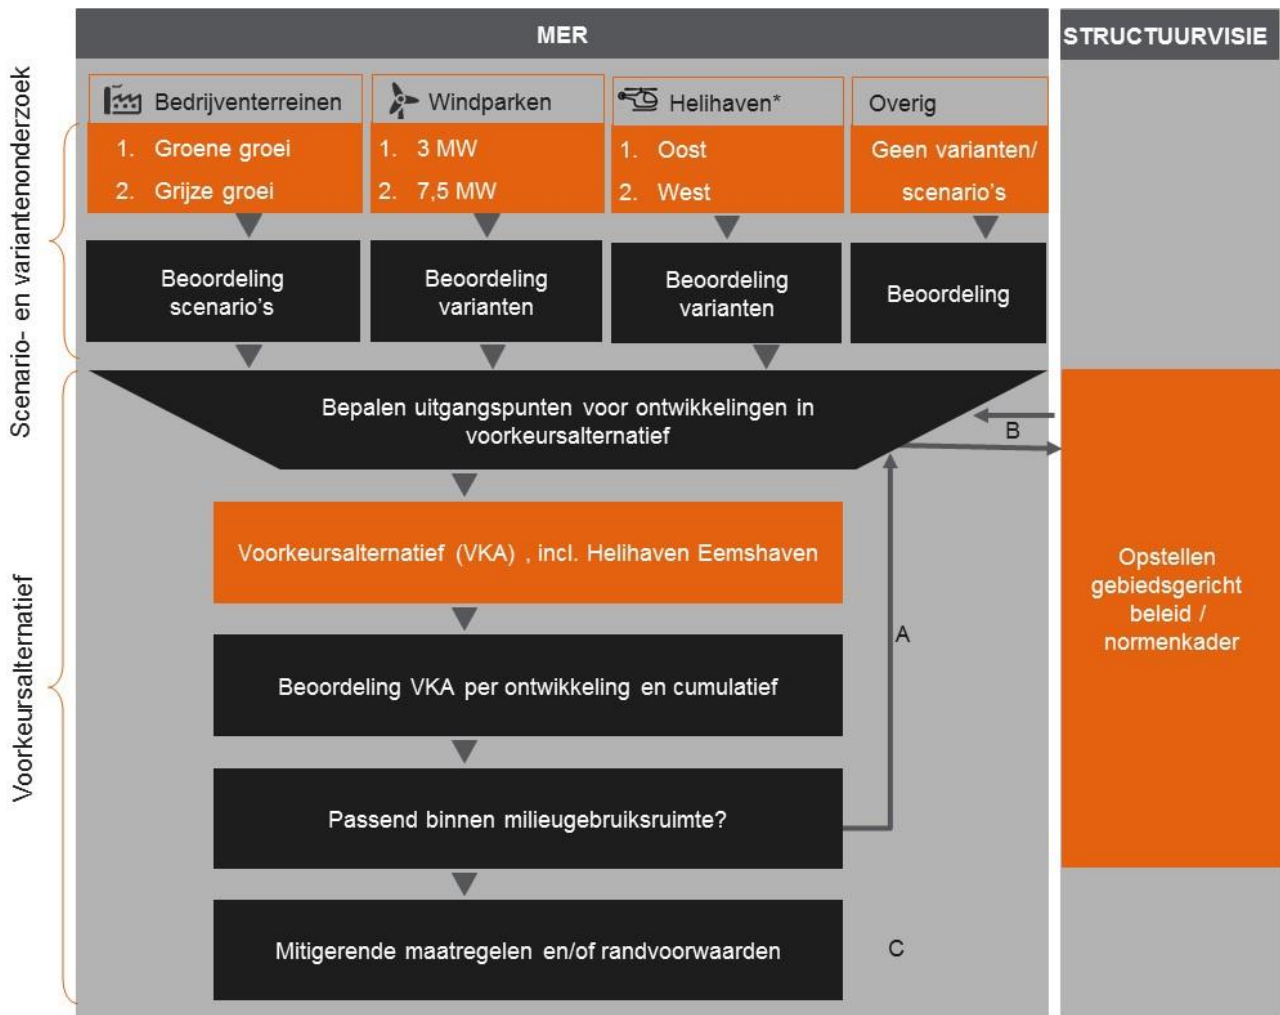 MER
STRUCTUURVISIE
Scenario- en variantenonderzoek
Bedrijventerreinen
1. Groene groei
2. Grijze groei
Windparken
1. 3 MW
2. 7,5 MW
Helihaven*
1. Oost
2. West
Overig
Geen varianten/
scenario's
Beoordeling
scenario's
Beoordeling
varianten
Beoordeling
varianten
Beoordeling
Voorkeursalternatief
Bepalen uitgangspunten voor ontwikkelingen in
voorkeursalternatief
B
Voorkeursalternatief (VKA) , incl. Helihaven Eemshaven
Opstellen
gebiedsgericht
beleid /
normenkader
A
Beoordeling VKA per ontwikkeling en cumulatief
Passend binnen milieugebruiksruimte?
Mitigerende maatregelen en/of randvoorwaarden
C